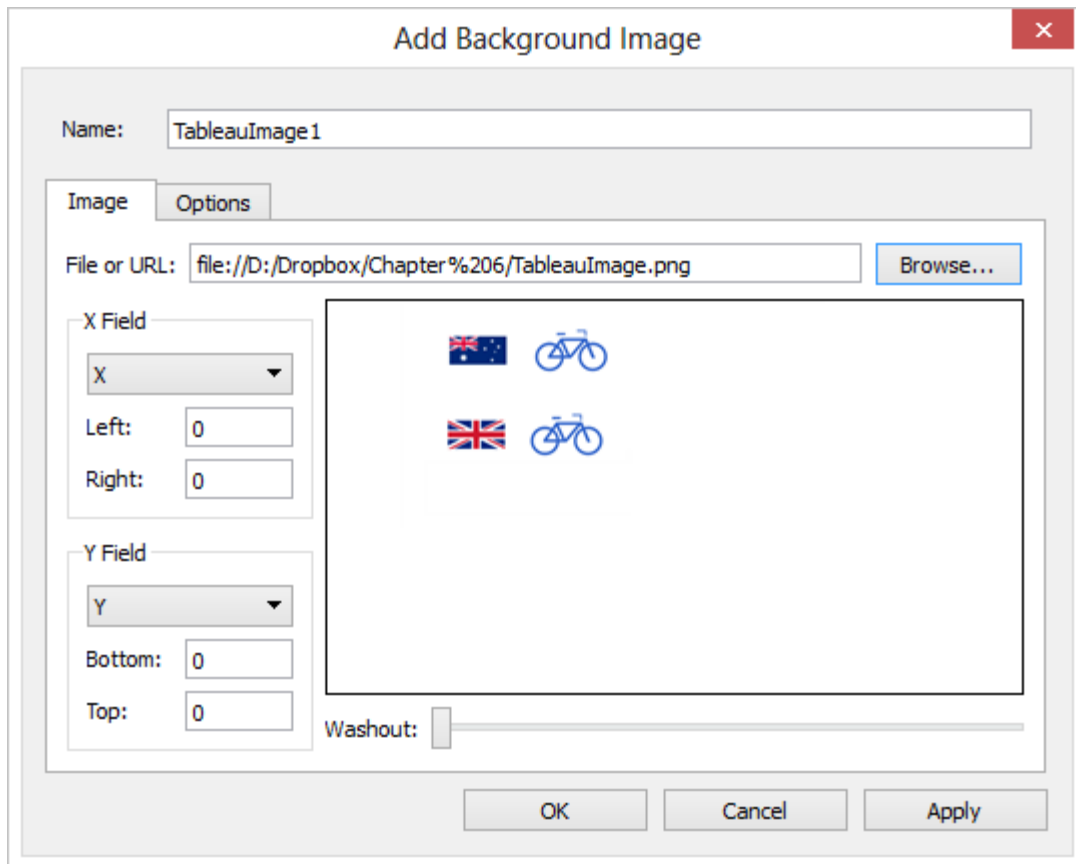 Add Background Image
Name: TableauImage1
Image Options
File or URL: file://D:/Dropbox/Chapter%206/TableauImage.png Browse...
X Field
X
Left: 0
Right: 0
Y Field
Y
Bottom: 0
Top: 0
Washout:
OK Cancel Apply